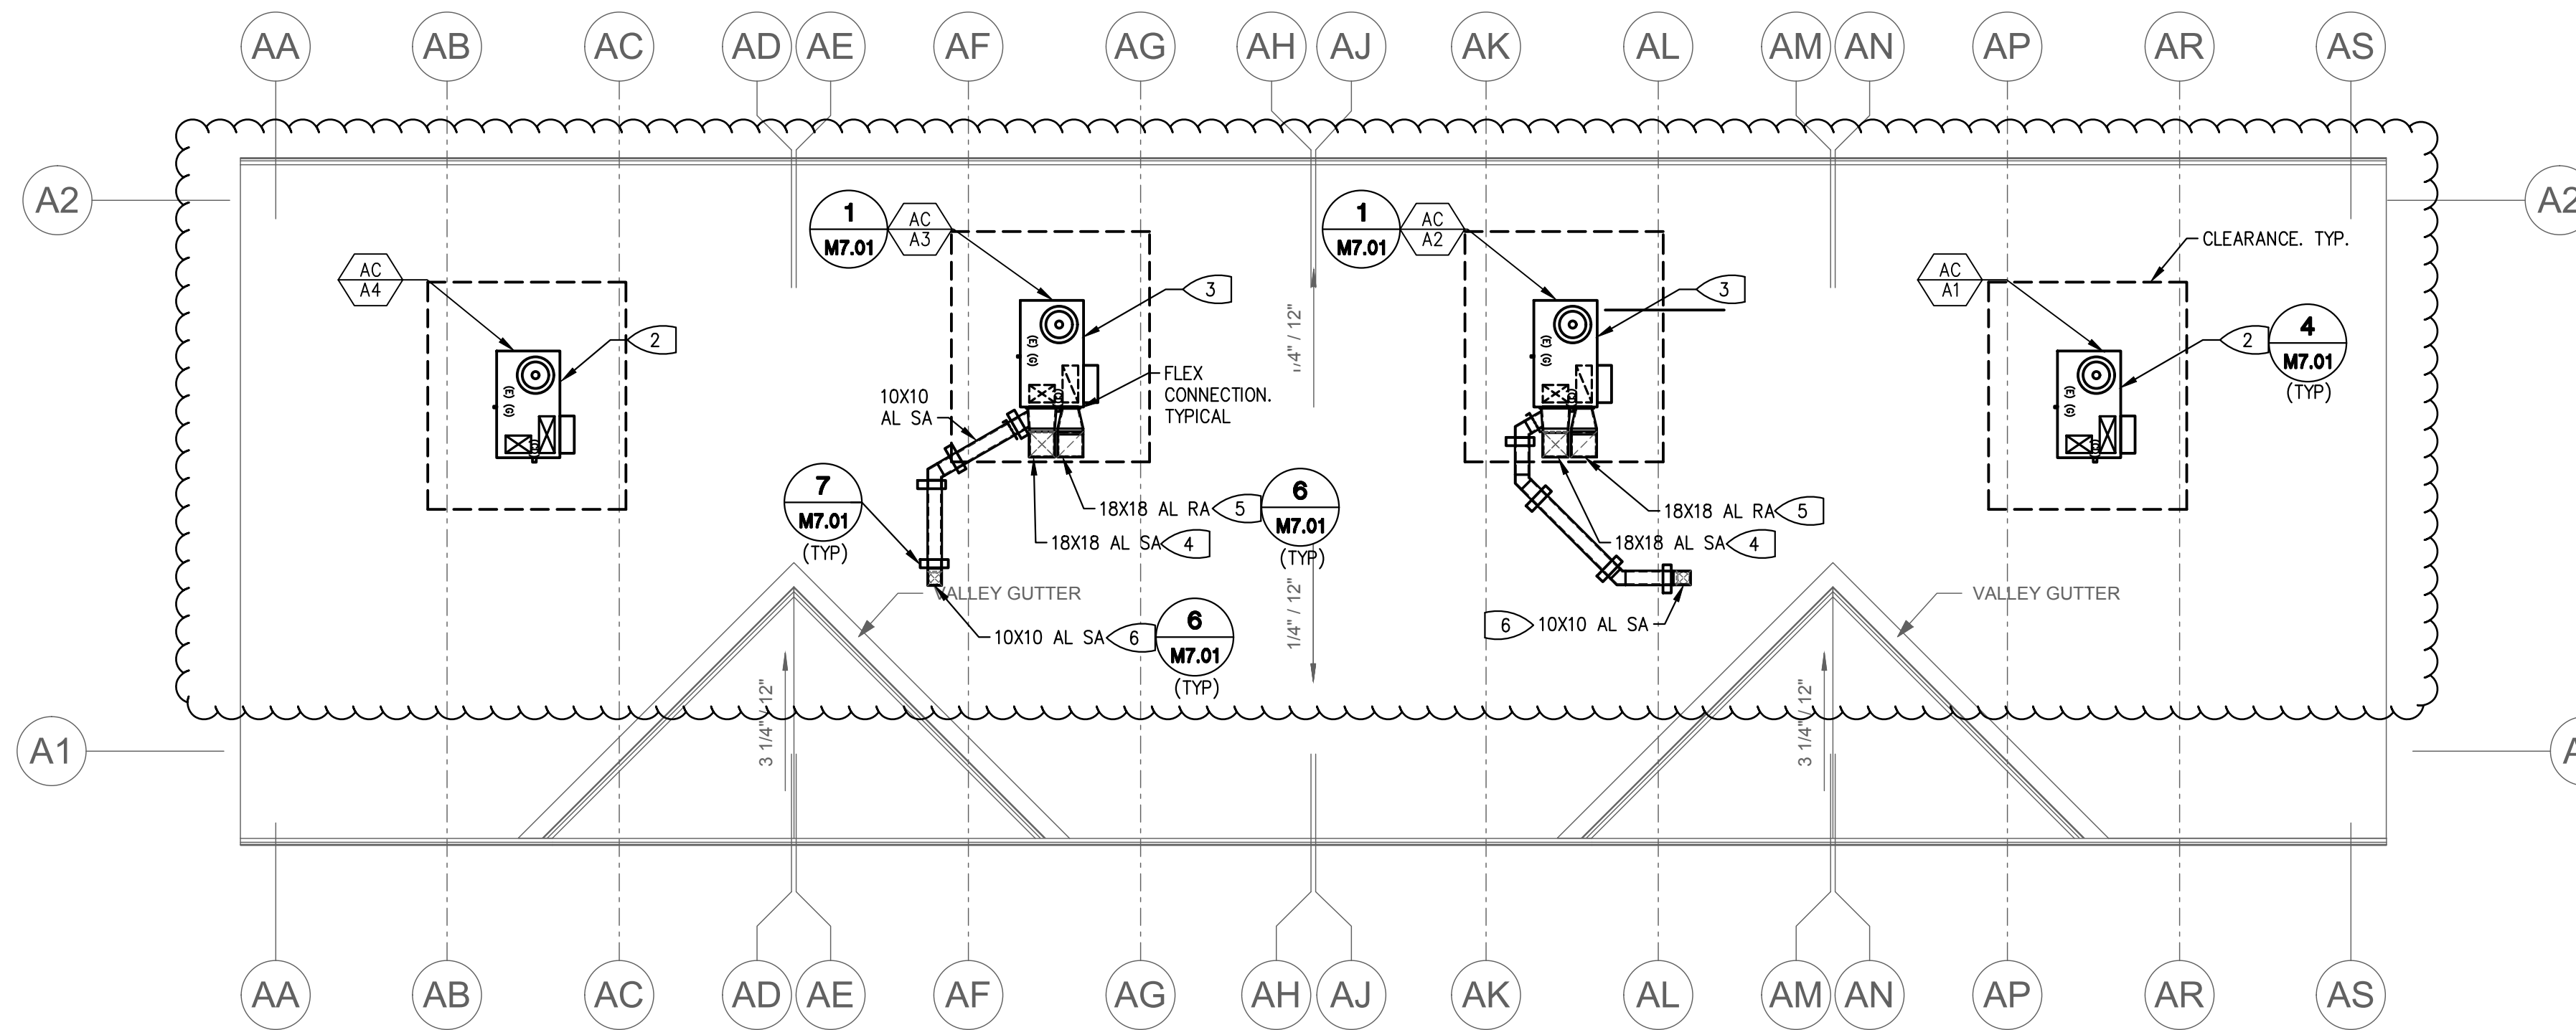 AA AB AC AD AE AF AG AH AJ AK AL AM AN AP AR AS
A2
A2
1
M7.01
AC
A3
1
M7.01
AC
A2
CLEARANCE. TYP.
AC
A4
2
3
3
AC
A1
2
4
M7.01
(TYP)
(E) (G)
(E) (G)
(E) (G)
(E) (G)
1/4" / 12"
FLEX
CONNECTION.
TYPICAL
10X10
AL SA
7
M7.01
(TYP)
18X18 AL RA 5
6
M7.01
(TYP)
18X18 AL SA 4
18X18 AL RA 5
18X18 AL SA 4
VALLEY GUTTER
1/4" / 12"
VALLEY GUTTER
10X10 AL SA 6
6
M7.01
(TYP)
6 10X10 AL SA
3 1/4" / 12"
3 1/4" / 12"
A1
AA AB AC AD AE AF AG AH AJ AK AL AM AN AP AR AS